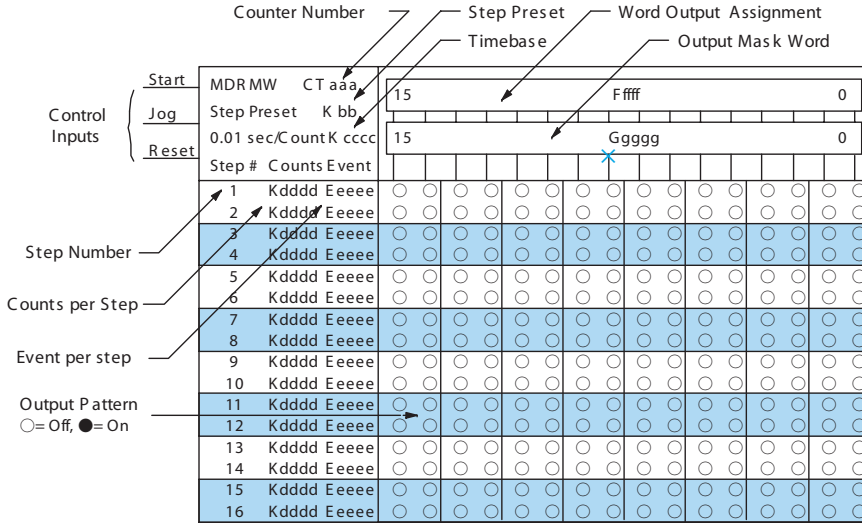 Counter Number
Step Preset
Word Output Assignment
Timebase
Output Mask Word
Control
Inputs
Start
Jog
Reset
MDRMW CT aaa
Step Preset K bb
0.01 sec/Count K cccc
Step # Counts Event
15 Fffff 0
15 Ggggg 0
1 Kdddd Eeeee
2 Kdddd Eeeee
3 Kdddd Eeeee
4 Kdddd Eeeee
5 Kdddd Eeeee
6 Kdddd Eeeee
7 Kdddd Eeeee
8 Kdddd Eeeee
9 Kdddd Eeeee
10 Kdddd Eeeee
11 Kdddd Eeeee
12 Kdddd Eeeee
13 Kdddd Eeeee
14 Kdddd Eeeee
15 Kdddd Eeeee
16 Kdddd Eeeee
Step Number
Counts per Step
Event per step
Output Pattern
○= Off, ●= On